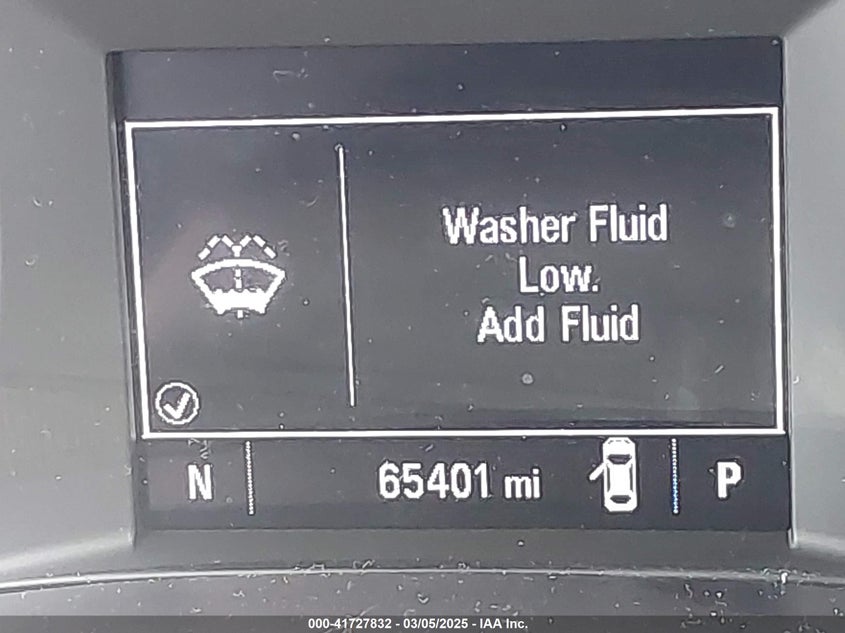 Washer Fluid
Low.
Add Fluid
N 65401 mi P
000-41727832 - 03/05/2025 - IAA Inc.